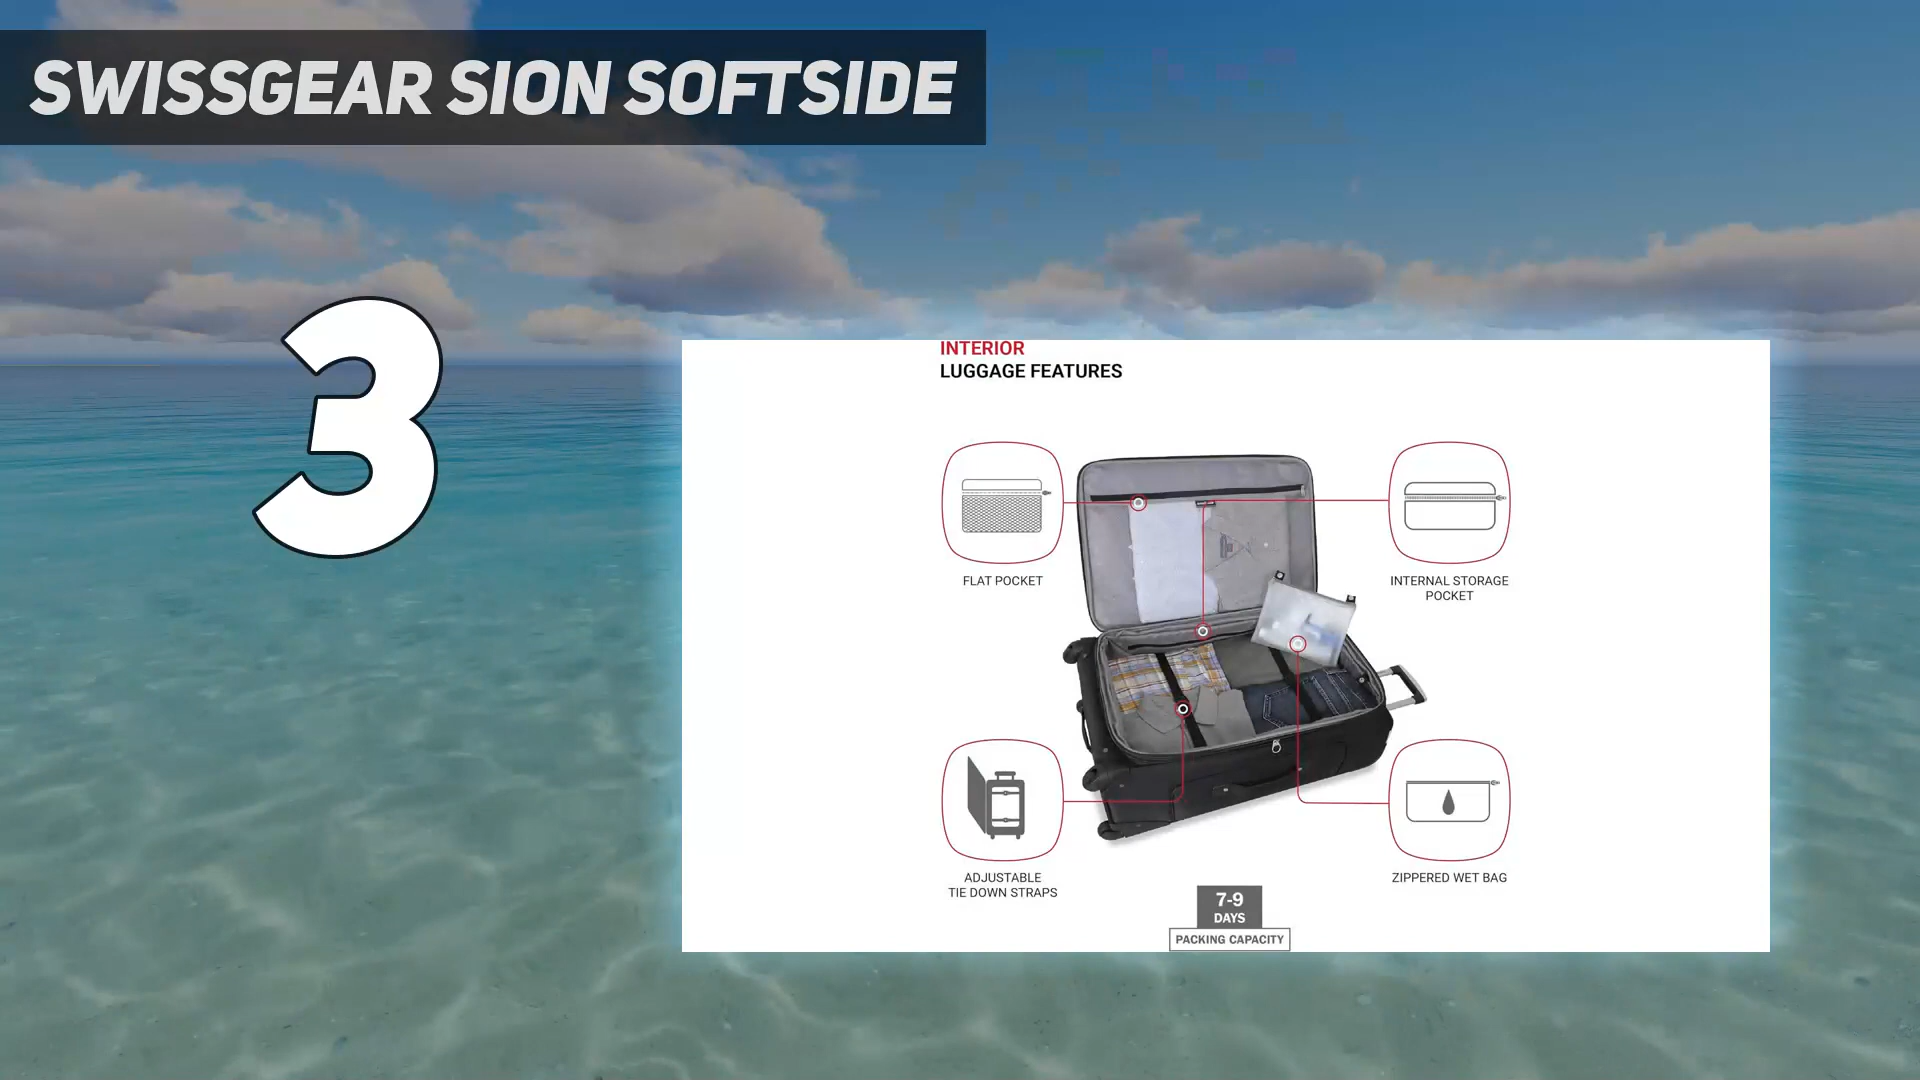 SWISSGEAR SION SOFTSIDE
3
INTERIOR
LUGGAGE FEATURES
FLAT POCKET
INTERNAL STORAGE
POCKET
ADJUSTABLE
TIE DOWN STRAPS
ZIPPERED WET BAG
7-9
DAYS
PACKING CAPACITY